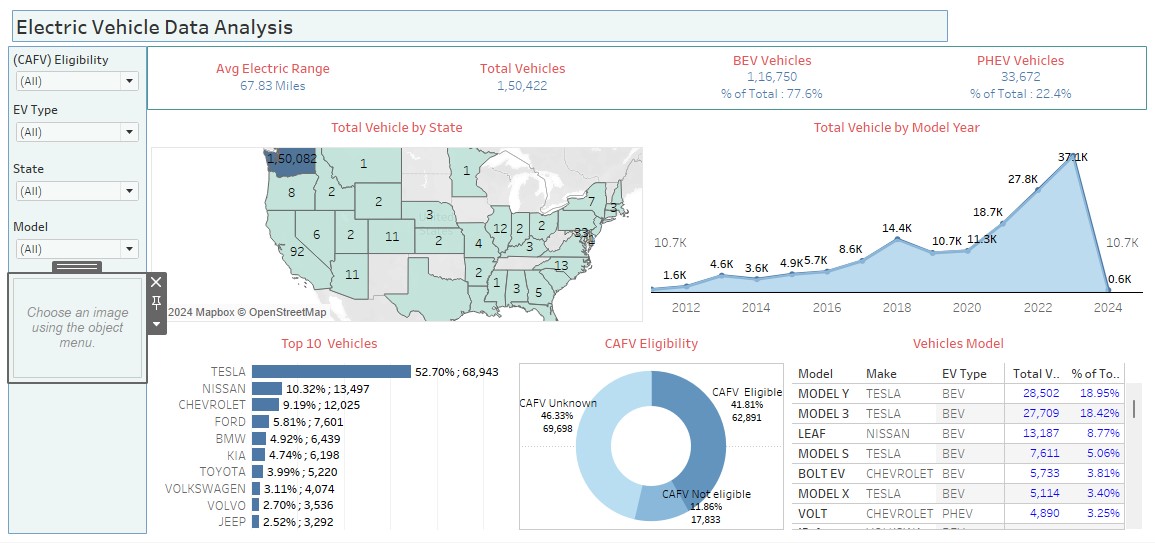 Electric Vehicle Data Analysis
(CAFV) Eligibility
(All)
EV Type
(All)
State
(All)
Model
(All)
Choose an image
using the object
menu.
Avg Electric Range
67.83 Miles
Total Vehicles
1,50,422
BEV Vehicles
1,16,750
% of Total : 77.6%
PHEV Vehicles
33,672
% of Total : 22.4%
Total Vehicle by State
1,50,082
1
1
8
2
2
3
7
3
6
2
11
2
12
2
2
33
92
4
3
11
2
13
1
3
5
2024 Mapbox © OpenStreetMap
Total Vehicle by Model Year
10.7K
1.6K
4.6K
3.6K
4.9K
5.7K
8.6K
14.4K
10.7K
11.3K
18.7K
27.8K
37.1K
0.6K
10.7K
2012
2014
2016
2018
2020
2022
2024
Top 10 Vehicles
TESLA 52.70% ; 68,943
NISSAN 10.32% ; 13,497
CHEVROLET 9.19% ; 12,025
FORD 5.81% ; 7,601
BMW 4.92% ; 6,439
KIA 4.74% ; 6,198
TOYOTA 3.99% ; 5,220
VOLKSWAGEN 3.11% ; 4,074
VOLVO 2.70% ; 3,536
JEEP 2.52% ; 3,292
CAFV Eligibility
CAFV Unknown
46.33%
69,698
CAFV Eligible
41.81%
62,891
CAFV Not eligible
11.86%
17,833
Vehicles Model
Model Make EV Type Total V.. % of To..
MODEL Y TESLA BEV 28,502 18.95%
MODEL 3 TESLA BEV 27,709 18.42%
LEAF NISSAN BEV 13,187 8.77%
MODEL S TESLA BEV 7,611 5.06%
BOLT EV CHEVROLET BEV 5,733 3.81%
MODEL X TESLA BEV 5,114 3.40%
VOLT CHEVROLET PHEV 4,890 3.25%